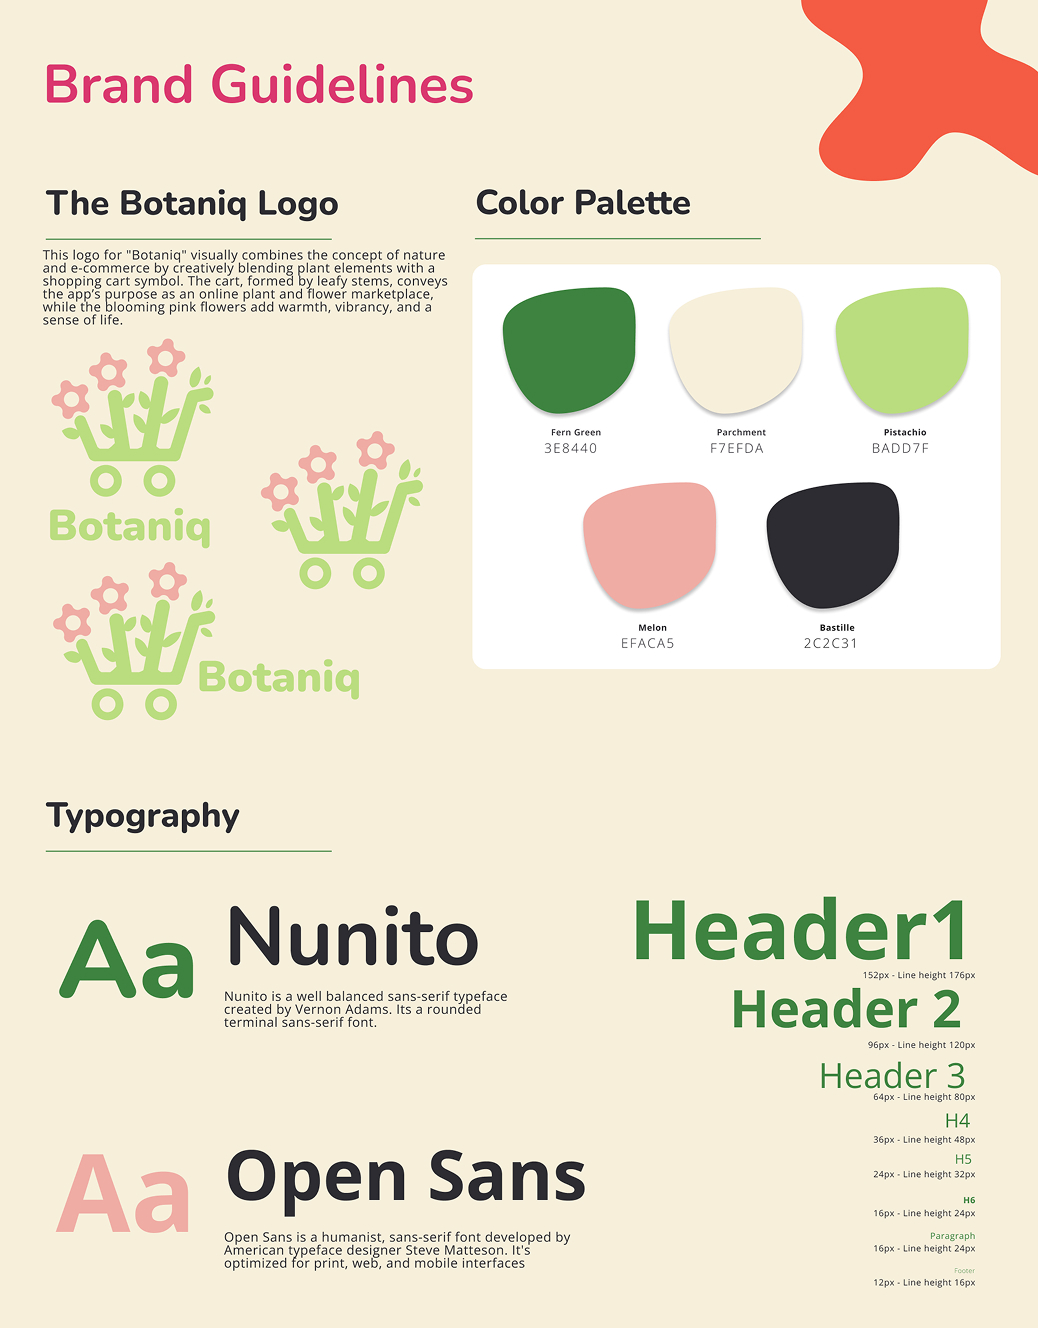 Brand Guidelines
The Botaniq Logo
This logo for "Botaniq" visually combines the concept of nature
and e-commerce by creatively blending plant elements with a
shopping cart symbol. The cart, formed by leafy stems, conveys
the app's purpose as an online plant and flower marketplace,
while the blooming pink flowers add warmth, vibrancy, and a
sense of life.
Botaniq
Botaniq
Color Palette
Fern Green
3E8440
Parchment
F7EFDA
Pistachio
BADD7F
Melon
EFACA5
Bastille
2C2C31
Typography
Aa
Nunito
Nunito is a well balanced sans-serif typeface
created by Vernon Adams. Its a rounded
terminal sans-serif font.
Aa
Open Sans
Open Sans is a humanist, sans-serif font developed by
American typeface designer Steve Matteson. It's
optimized for print, web, and mobile interfaces
Header1
152px - Line height 176px
Header 2
96px - Line height 120px
Header 3
64px - Line height 80px
H4
36px - Line height 48px
H5
24px - Line height 32px
H6
16px - Line height 24px
Paragraph
16px - Line height 24px
Footer
12px - Line height 16px